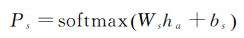 P_s = softmax(W_s h_a + b_s)